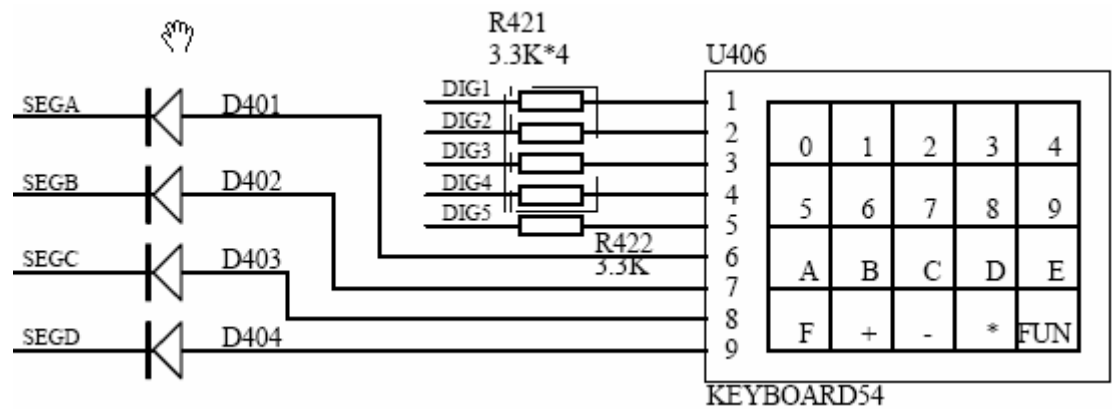 R421
3.3K*4
U406
SEGA
D401
DIG1
1
DIG2
2
DIG3
3
SEGB
D402
DIG4
4
DIG5
5
R422
3.3K
6
SEGC
D403
7
8
SEGD
D404
9
0 1 2 3 4
5 6 7 8 9
A B C D E
F + - * FUN
KEYBOARD54